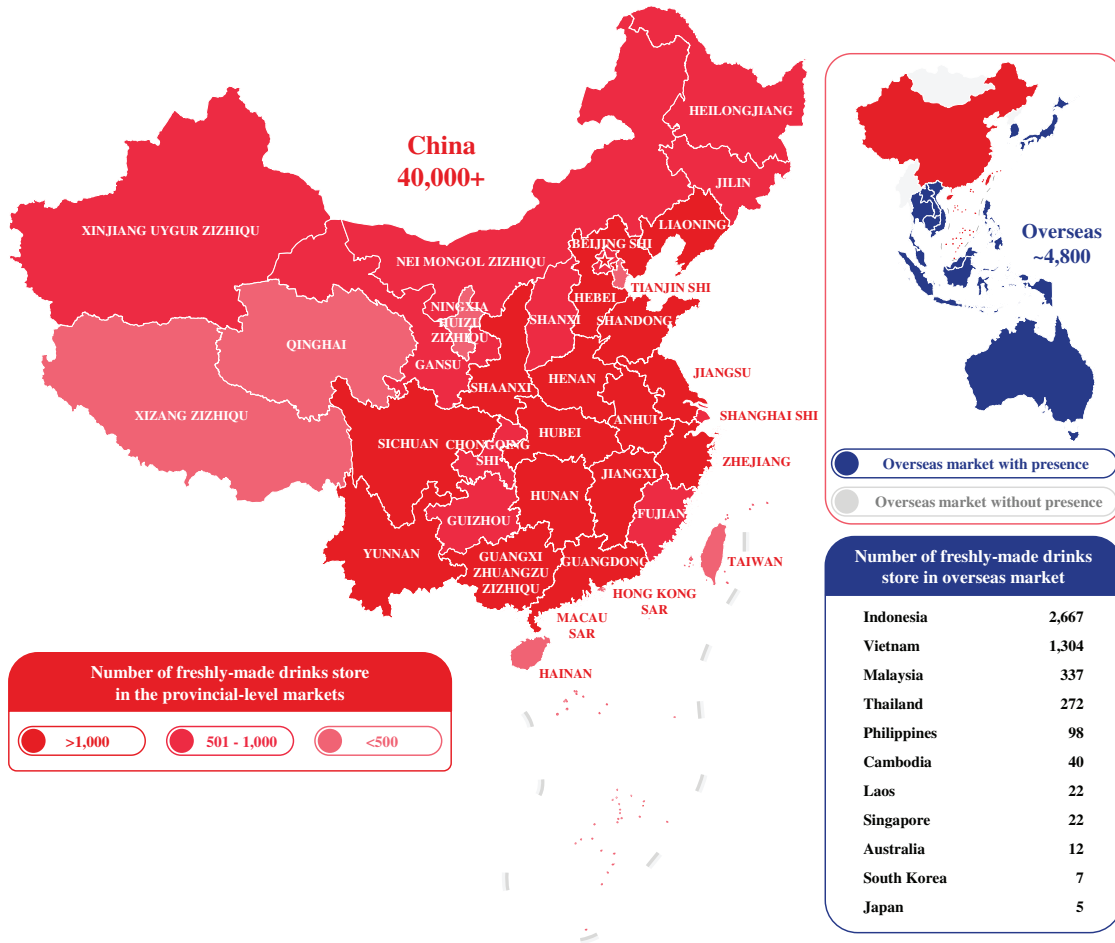 China
40,000+
HEILONGJIANG
JILIN
LIAONING
XINJIANG UYGUR ZIZHIQU
NEI MONGOL ZIZHIQU
BEIJING SHI
TIANJIN SHI
HEBEI
NINGXIA
HUIZU
ZIZHIQU
SHANXI
SHANDONG
QINGHAI
GANSU
SHAANXI
HENAN
JIANGSU
XIZANG ZIZHIQU
ANHUI
SHANGHAI SHI
SICHUAN
CHONGQING
SHI
HUBEI
ZHEJIANG
JIANGXI
HUNAN
GUIZHOU
FUJIAN
YUNNAN
GUANGXI
ZHUANGZU
ZIZHIQU
GUANGDONG
TAIWAN
HONG KONG
SAR
MACAU
SAR
HAINAN
Number of freshly-made drinks store
in the provincial-level markets
>1,000
501 - 1,000
<500
Overseas
~4,800
Overseas market with presence
Overseas market without presence
Number of freshly-made drinks
store in overseas market
Indonesia 2,667
Vietnam 1,304
Malaysia 337
Thailand 272
Philippines 98
Cambodia 40
Laos 22
Singapore 22
Australia 12
South Korea 7
Japan 5